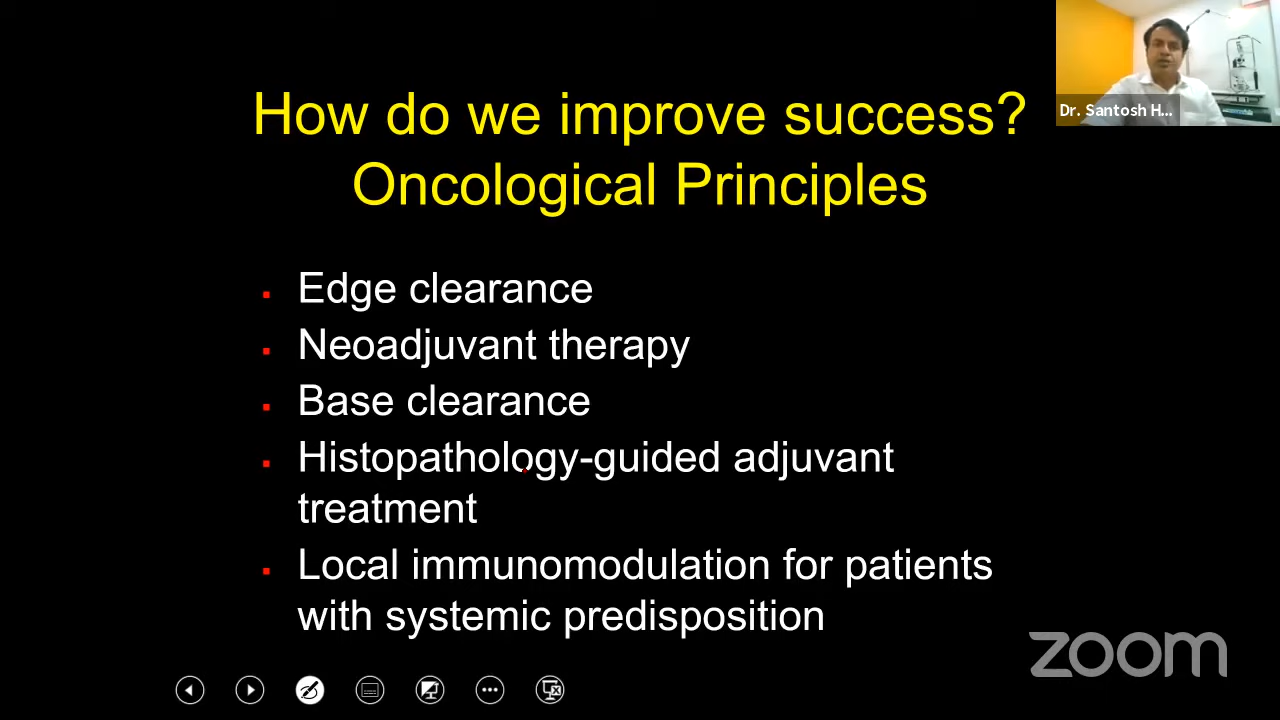 How do we improve success?
Oncological Principles
Edge clearance
Neoadjuvant therapy
Base clearance
Histopathology-guided adjuvant
treatment
Local immunomodulation for patients
with systemic predisposition
Dr. Santosh H...
zoom